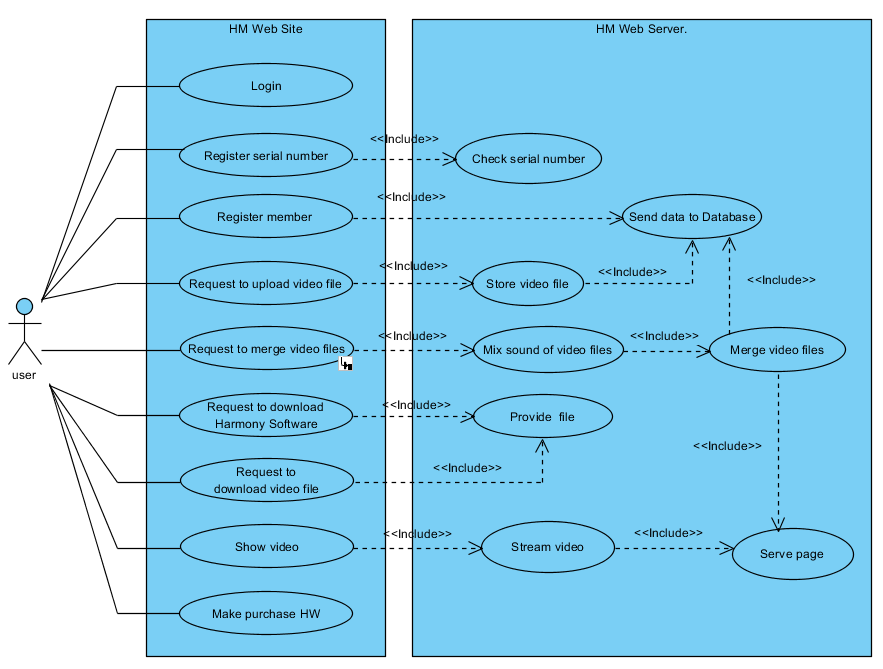 HM Web Site
HM Web Server.
Login
<<Include>>
Register serial number
Check serial number
<<Include>>
Register member
Send data to Database
<<Include>>
<<Include>>
<<Include>>
Request to upload video file
Store video file
<<Include>>
<<Include>>
Request to merge video files
Mix sound of video files
Merge video files
user
<<Include>>
Request to download
Harmony Software
Provide file
<<Include>>
<<Include>>
Request to
download video file
<<Include>>
<<Include>>
Show video
Stream video
Serve page
Make purchase HW